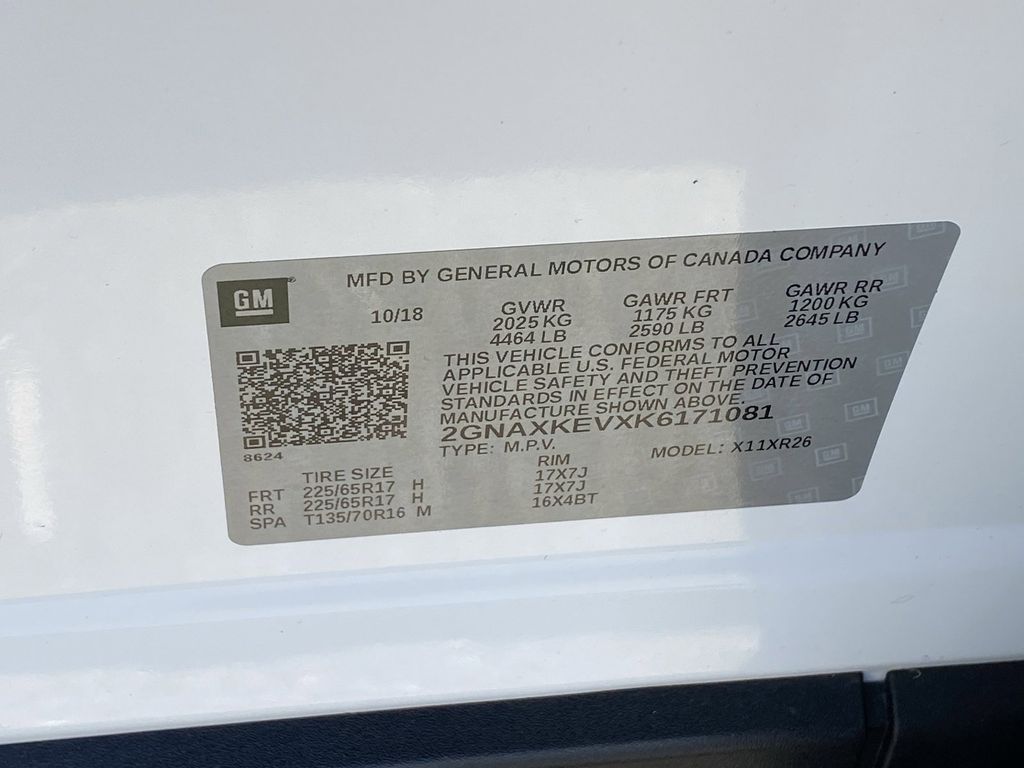 GM
MFD BY GENERAL MOTORS OF CANADA COMPANY
10/18
GVWR
2025 KG
4464 LB
GAWR FRT
1175 KG
2590 LB
GAWR RR
1200 KG
2645 LB
THIS VEHICLE CONFORMS TO ALL
APPLICABLE U.S. FEDERAL MOTOR
VEHICLE SAFETY AND THEFT PREVENTION
STANDARDS IN EFFECT ON THE DATE OF
MANUFACTURE SHOWN ABOVE.
2GNAXKEVXK6171081
TYPE: M.P.V. MODEL: X11XR26
8624
TIRE SIZE RIM
FRT 225/65R17 H 17X7J
RR 225/65R17 H 17X7J
SPA T135/70R16 M 16X4BT